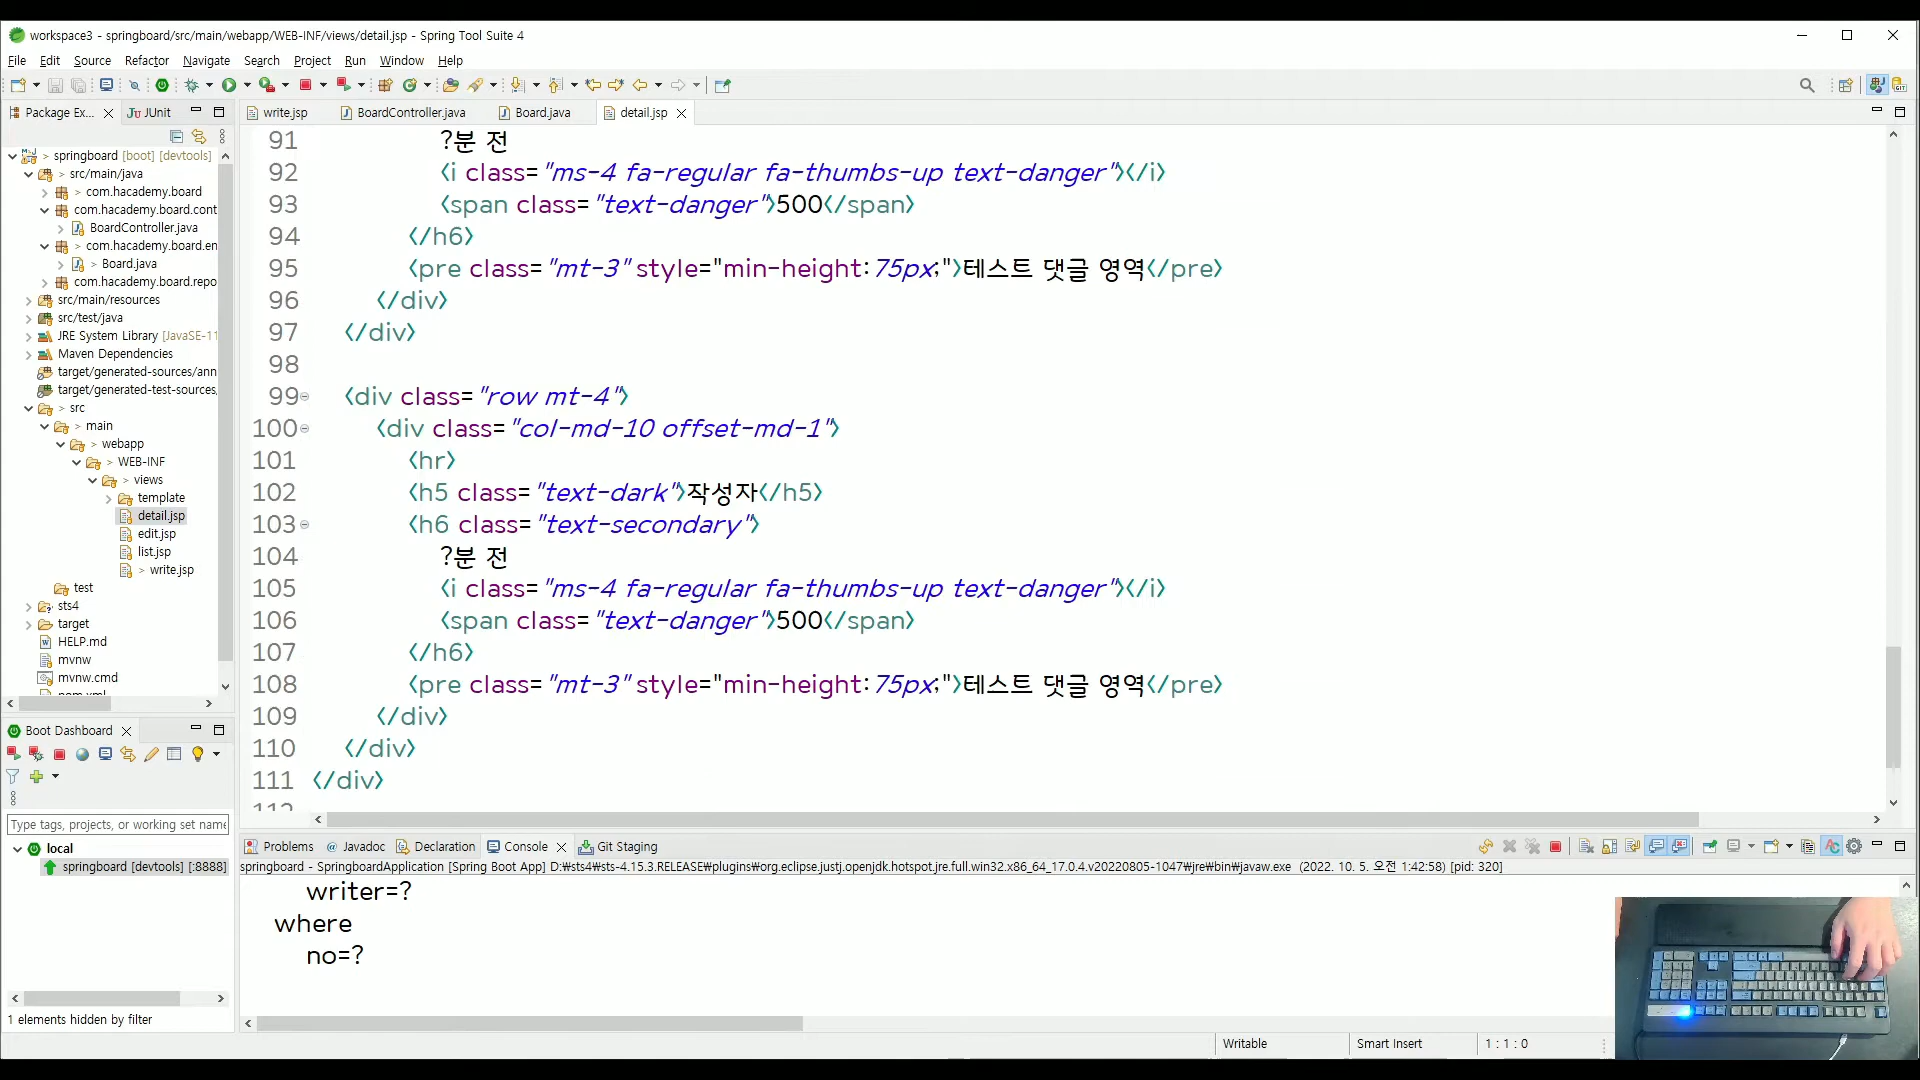 workspace3 - springboard/src/main/webapp/WEB-INF/views/detail.jsp - Spring Tool Suite 4
File Edit Source Refactor Navigate Search Project Run Window Help
Package Ex... JUnit
springboard [boot] [devtools]
src/main/java
com.hacademy.board
com.hacademy.board.cont
BoardController.java
com.hacademy.board.en
Board.java
com.hacademy.board.repo
src/main/resources
src/test/java
JRE System Library [JavaSE-11
Maven Dependencies
target/generated-sources/ann
target/generated-test-sources,
src
main
webapp
WEB-INF
views
template
detail.jsp
edit.jsp
list.jsp
write.jsp
test
sts4
target
HELP.md
mvnw
mvnw.cmd
pom.xml
Boot Dashboard
Type tags, projects, or working set name
local
springboard [devtools] [:8888]
1 elements hidden by filter
write.jsp BoardController.java Board.java detail.jsp
91 ?분 전
92 <i class="ms-4 fa-regular fa-thumbs-up text-danger"></i>
93 <span class="text-danger">500</span>
94 </h6>
95 <pre class="mt-3" style="min-height:75px;">테스트 댓글 영역</pre>
96 </div>
97 </div>
98
99 <div class="row mt-4">
100 <div class="col-md-10 offset-md-1">
101 <hr>
102 <h5 class="text-dark">작성자</h5>
103 <h6 class="text-secondary">
104 ?분 전
105 <i class="ms-4 fa-regular fa-thumbs-up text-danger"></i>
106 <span class="text-danger">500</span>
107 </h6>
108 <pre class="mt-3" style="min-height:75px;">테스트 댓글 영역</pre>
109 </div>
110 </div>
111 </div>
112
Problems @ Javadoc Declaration Console Git Staging
springboard - SpringboardApplication [Spring Boot App] D:₩sts4₩sts-4.15.3.RELEASE₩plugins₩org.eclipse.justj.openjdk.hotspot.jre.full.win32.x86_64_17.0.4.v20220805-1047₩jre₩bin₩javaw.exe (2022. 10. 5. 오전 1:42:58) [pid: 320]
writer=?
where
no=?
Writable Smart Insert 1 : 1 : 0